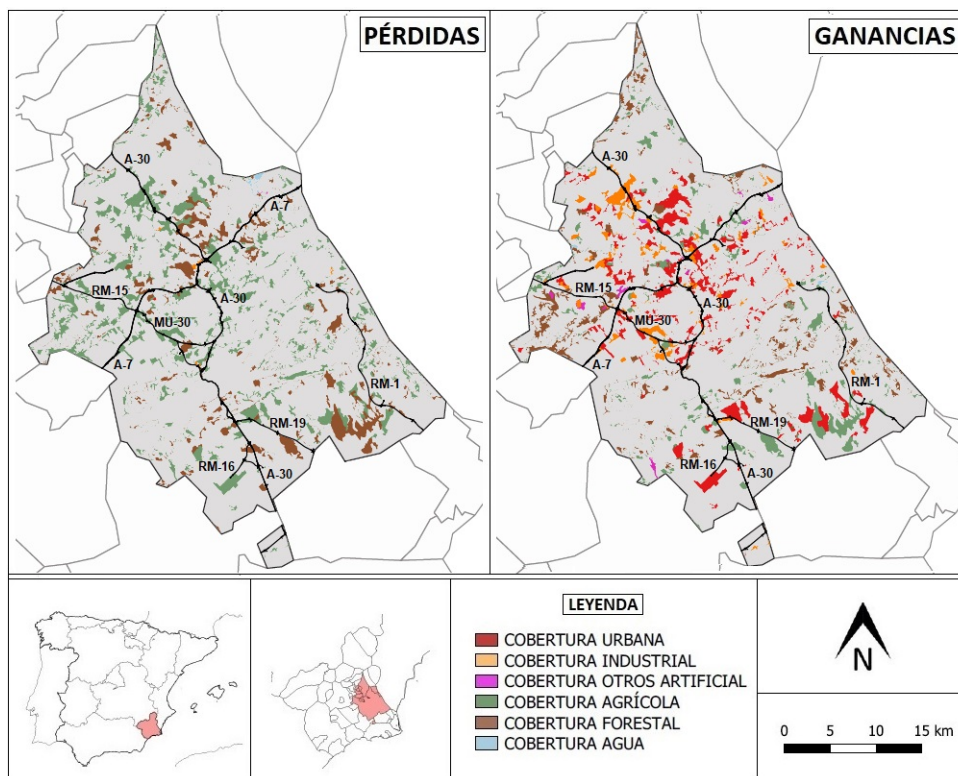 PÉRDIDAS
A-30
A-7
RM-15
A-30
MU-30
A-7
RM-1
RM-19
RM-16
A-30
GANANCIAS
A-30
A-7
RM-15
A-30
MU-30
A-7
RM-1
RM-19
RM-16
A-30
LEYENDA
COBERTURA URBANA
COBERTURA INDUSTRIAL
COBERTURA OTROS ARTIFICIAL
COBERTURA AGRÍCOLA
COBERTURA FORESTAL
COBERTURA AGUA
N
0 5 10 15 km